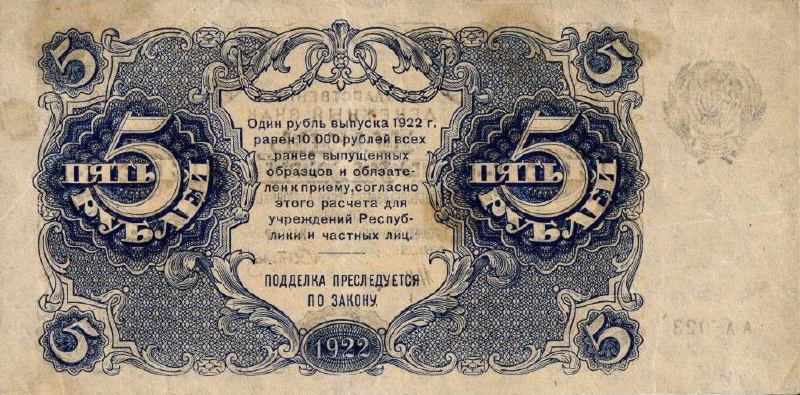 5 5
Один рубль выпуска 1922 г.
равен 10.000 рублей всех
ранее выпущенных
образцов и обязате-
лен к приему, согласно
этого расчета для
учреждений Респуб-
лики и частных лиц.
5
ПЯТЬ
РУБЛЕЙ
5
ПЯТЬ
РУБЛЕЙ
ПОДДЕЛКА ПРЕСЛЕДУЕТСЯ
ПО ЗАКОНУ.
5 1922 5